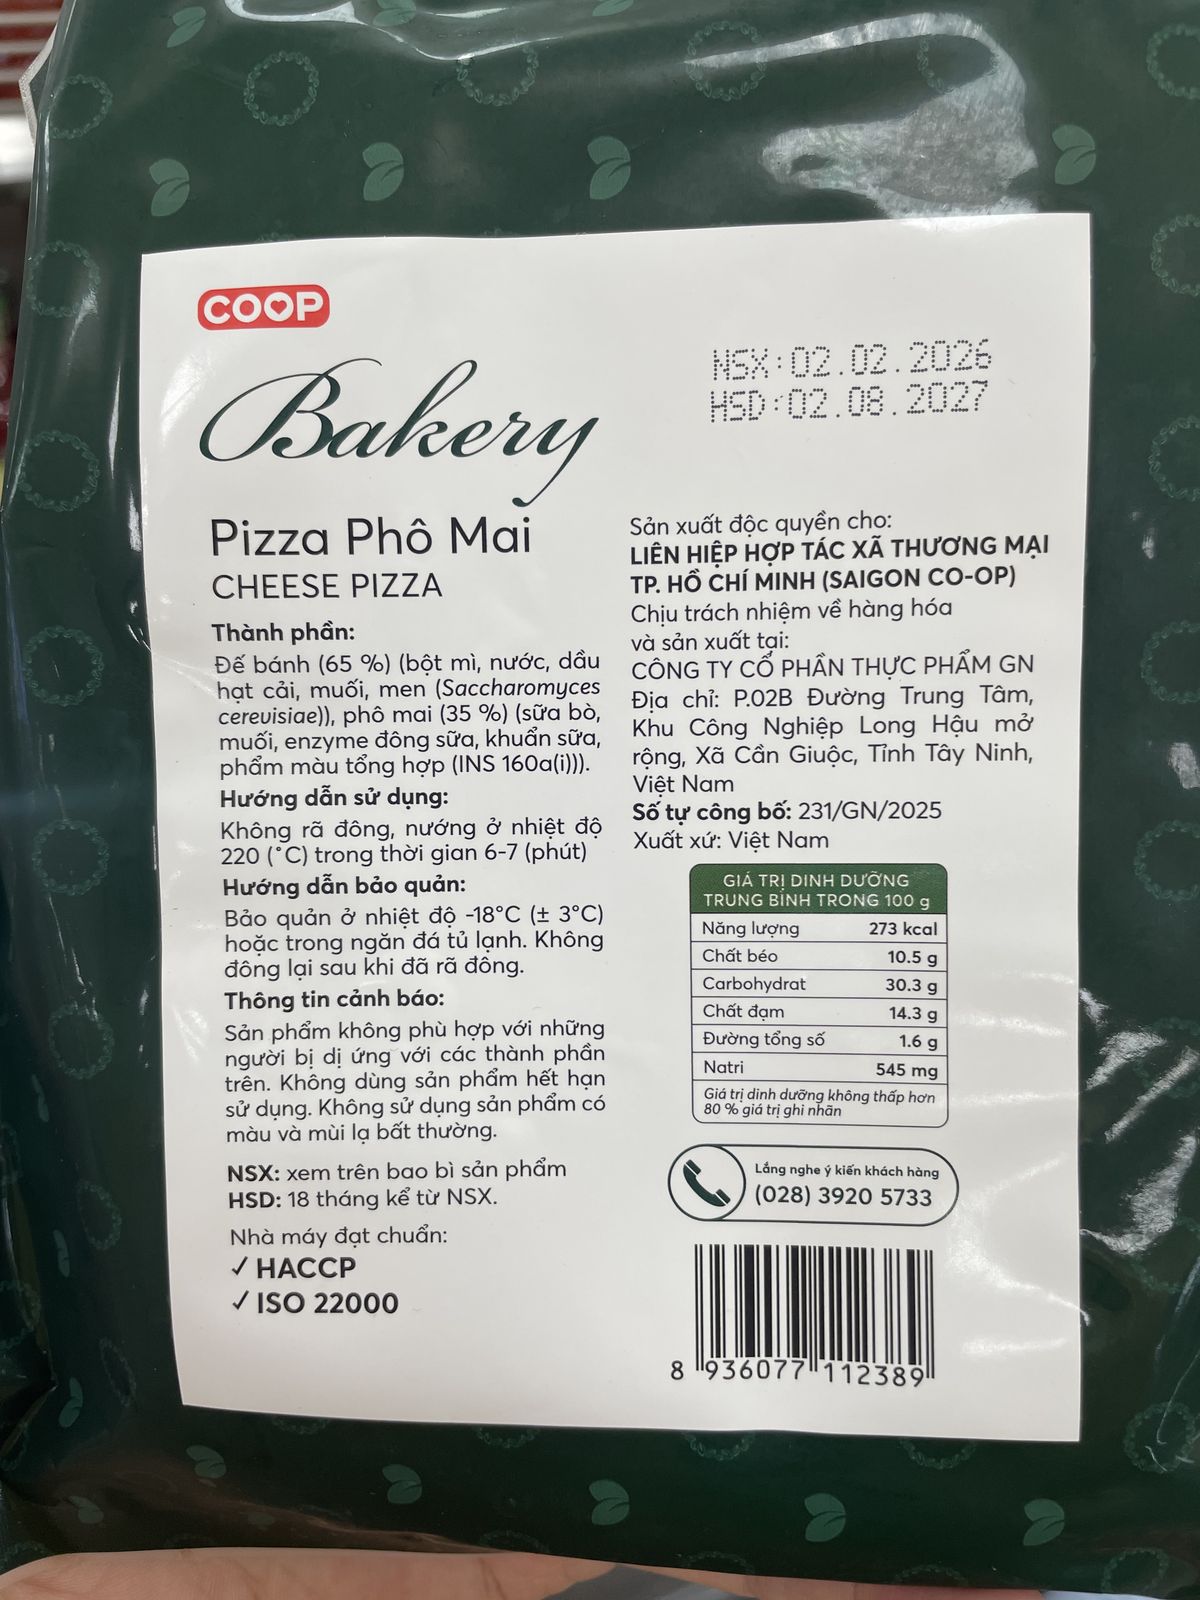 COOP
Bakery
NSX:02.02.2026
HSD:02.08.2027
Pizza Phô Mai
CHEESE PIZZA
Thành phần:
Đế bánh (65 %) (bột mì, nước, dầu
hạt cải, muối, men (Saccharomyces
cerevisiae)), phô mai (35 %) (sữa bò,
muối, enzyme đông sữa, khuẩn sữa,
phẩm màu tổng hợp (INS 160a(i))).
Hướng dẫn sử dụng:
Không rã đông, nướng ở nhiệt độ
220 (°C) trong thời gian 6-7 (phút)
Hướng dẫn bảo quản:
Bảo quản ở nhiệt độ -18°C (± 3°C)
hoặc trong ngăn đá tủ lạnh. Không
đông lại sau khi đã rã đông.
Thông tin cảnh báo:
Sản phẩm không phù hợp với những
người bị dị ứng với các thành phần
trên. Không dùng sản phẩm hết hạn
sử dụng. Không sử dụng sản phẩm có
màu và mùi lạ bất thường.
NSX: xem trên bao bì sản phẩm
HSD: 18 tháng kể từ NSX.
Nhà máy đạt chuẩn:
✓ HACCP
✓ ISO 22000
Sản xuất độc quyền cho:
LIÊN HIỆP HỢP TÁC XÃ THƯƠNG MẠI
TP. HỒ CHÍ MINH (SAIGON CO-OP)
Chịu trách nhiệm về hàng hóa
và sản xuất tại:
CÔNG TY CỔ PHẦN THỰC PHẨM GN
Địa chỉ: P.02B Đường Trung Tâm,
Khu Công Nghiệp Long Hậu mở
rộng, Xã Cần Giuộc, Tỉnh Tây Ninh,
Việt Nam
Số tự công bố: 231/GN/2025
Xuất xứ: Việt Nam
GIÁ TRỊ DINH DƯỠNG
TRUNG BÌNH TRONG 100 g
Năng lượng 273 kcal
Chất béo 10.5 g
Carbohydrat 30.3 g
Chất đạm 14.3 g
Đường tổng số 1.6 g
Natri 545 mg
Giá trị dinh dưỡng không thấp hơn
80 % giá trị ghi nhãn
Lắng nghe ý kiến khách hàng
(028) 3920 5733
8 936077 112389